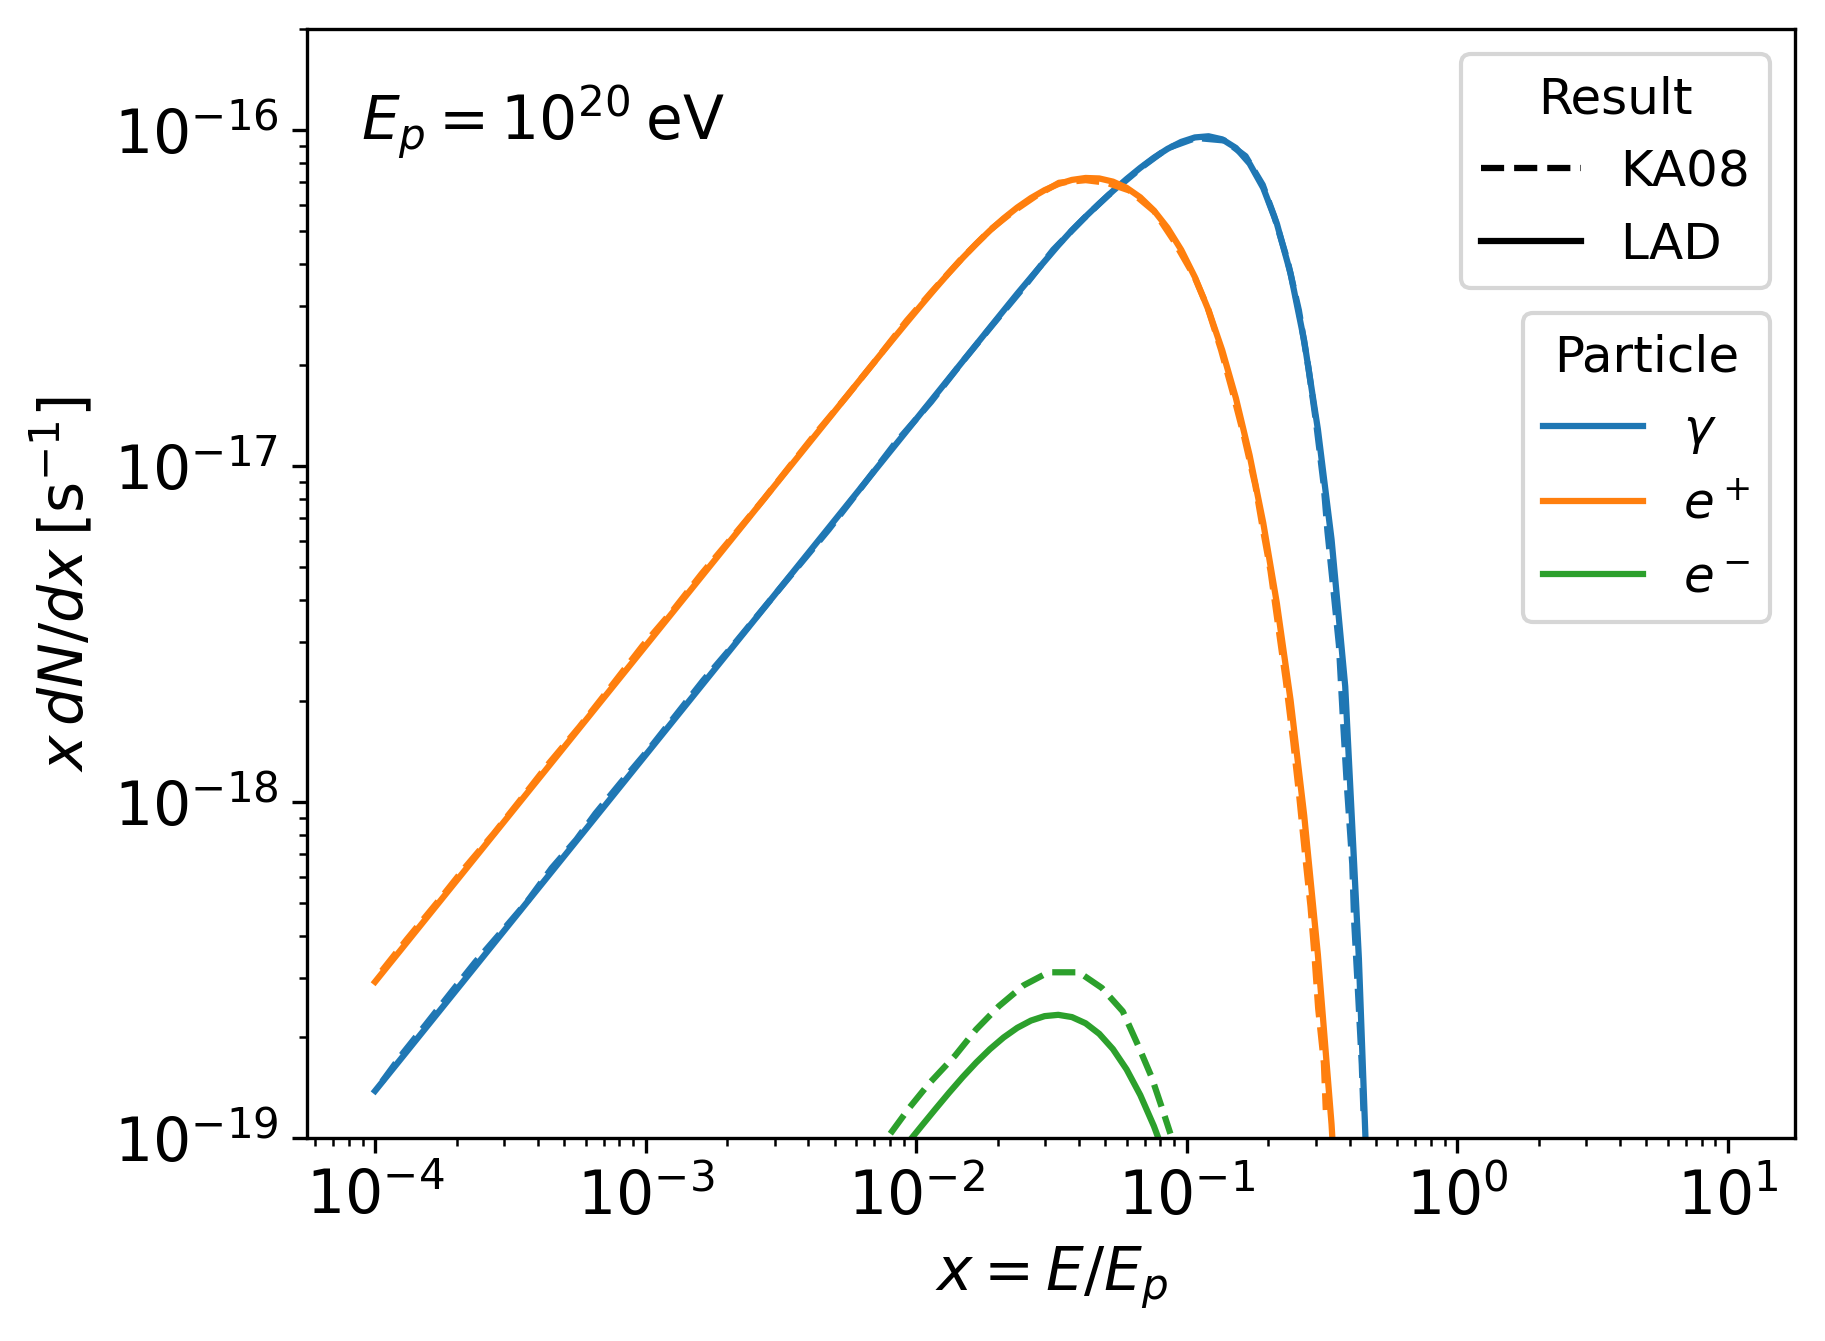 E_p = 10^20 eV
Result
KA08
LAD
Particle
γ
e^+
e^−
x dN/dx [s^−1]
10^−16
10^−17
10^−18
10^−19
10^−4 10^−3 10^−2 10^−1 10^0 10^1
x = E/E_p